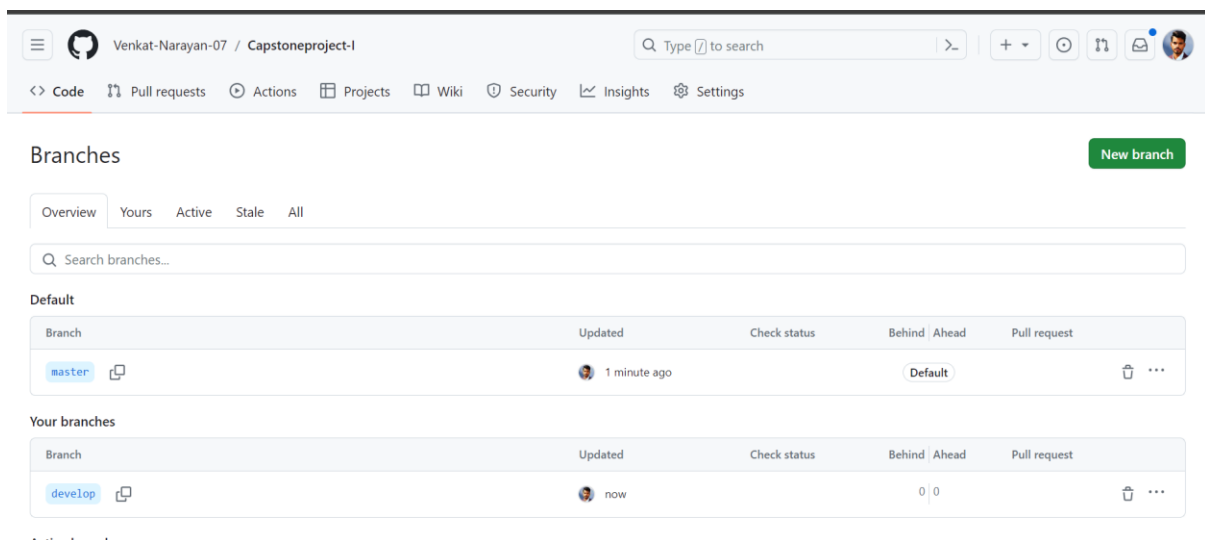 Venkat-Narayan-07 / Capstoneproject-I
Type / to search
Code Pull requests Actions Projects Wiki Security Insights Settings
Branches
New branch
Overview Yours Active Stale All
Search branches...
Default
Branch Updated Check status Behind Ahead Pull request
master 1 minute ago Default
Your branches
Branch Updated Check status Behind Ahead Pull request
develop now 0 0